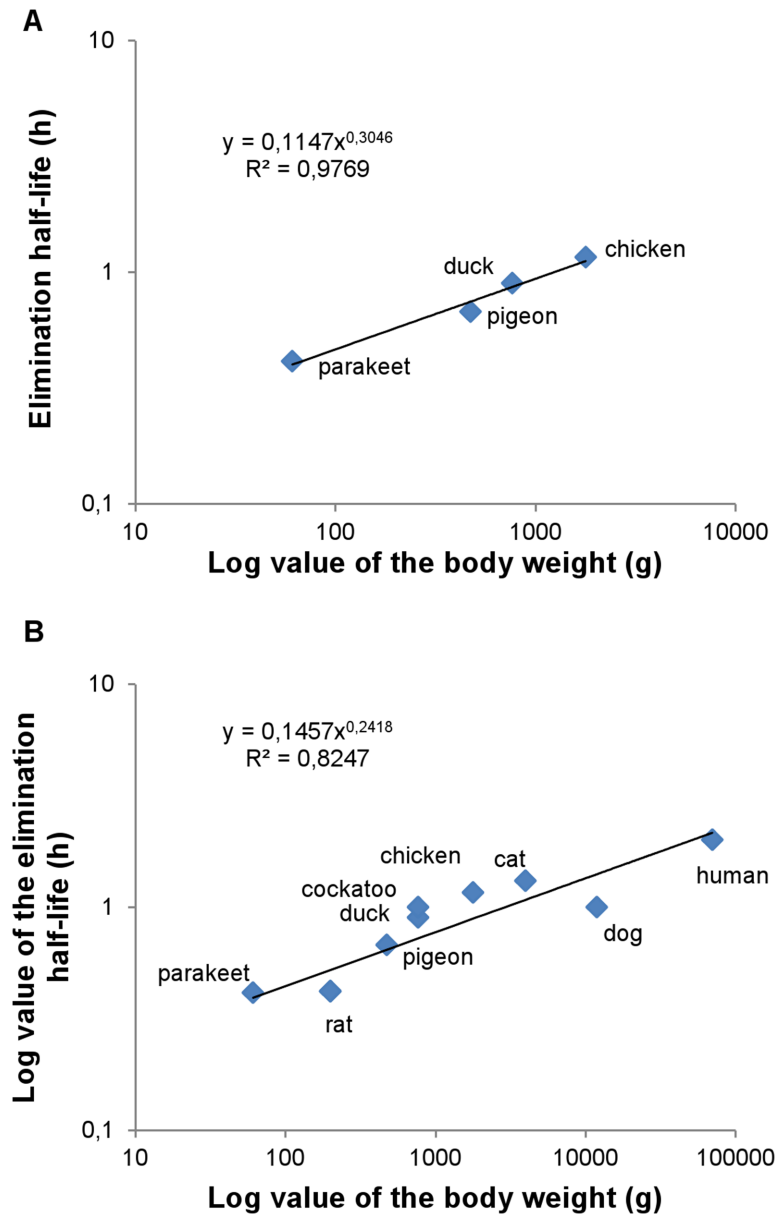 A
10
y = 0,1147x^0,3046
R² = 0,9769
chicken
duck
1
pigeon
parakeet
0,1
10 100 1000 10000
Elimination half-life (h)
Log value of the body weight (g)
B
10
y = 0,1457x^0,2418
R² = 0,8247
chicken cat
cockatoo
human
duck
1
dog
pigeon
parakeet
rat
0,1
10 100 1000 10000 100000
Log value of the elimination
half-life (h)
Log value of the body weight (g)